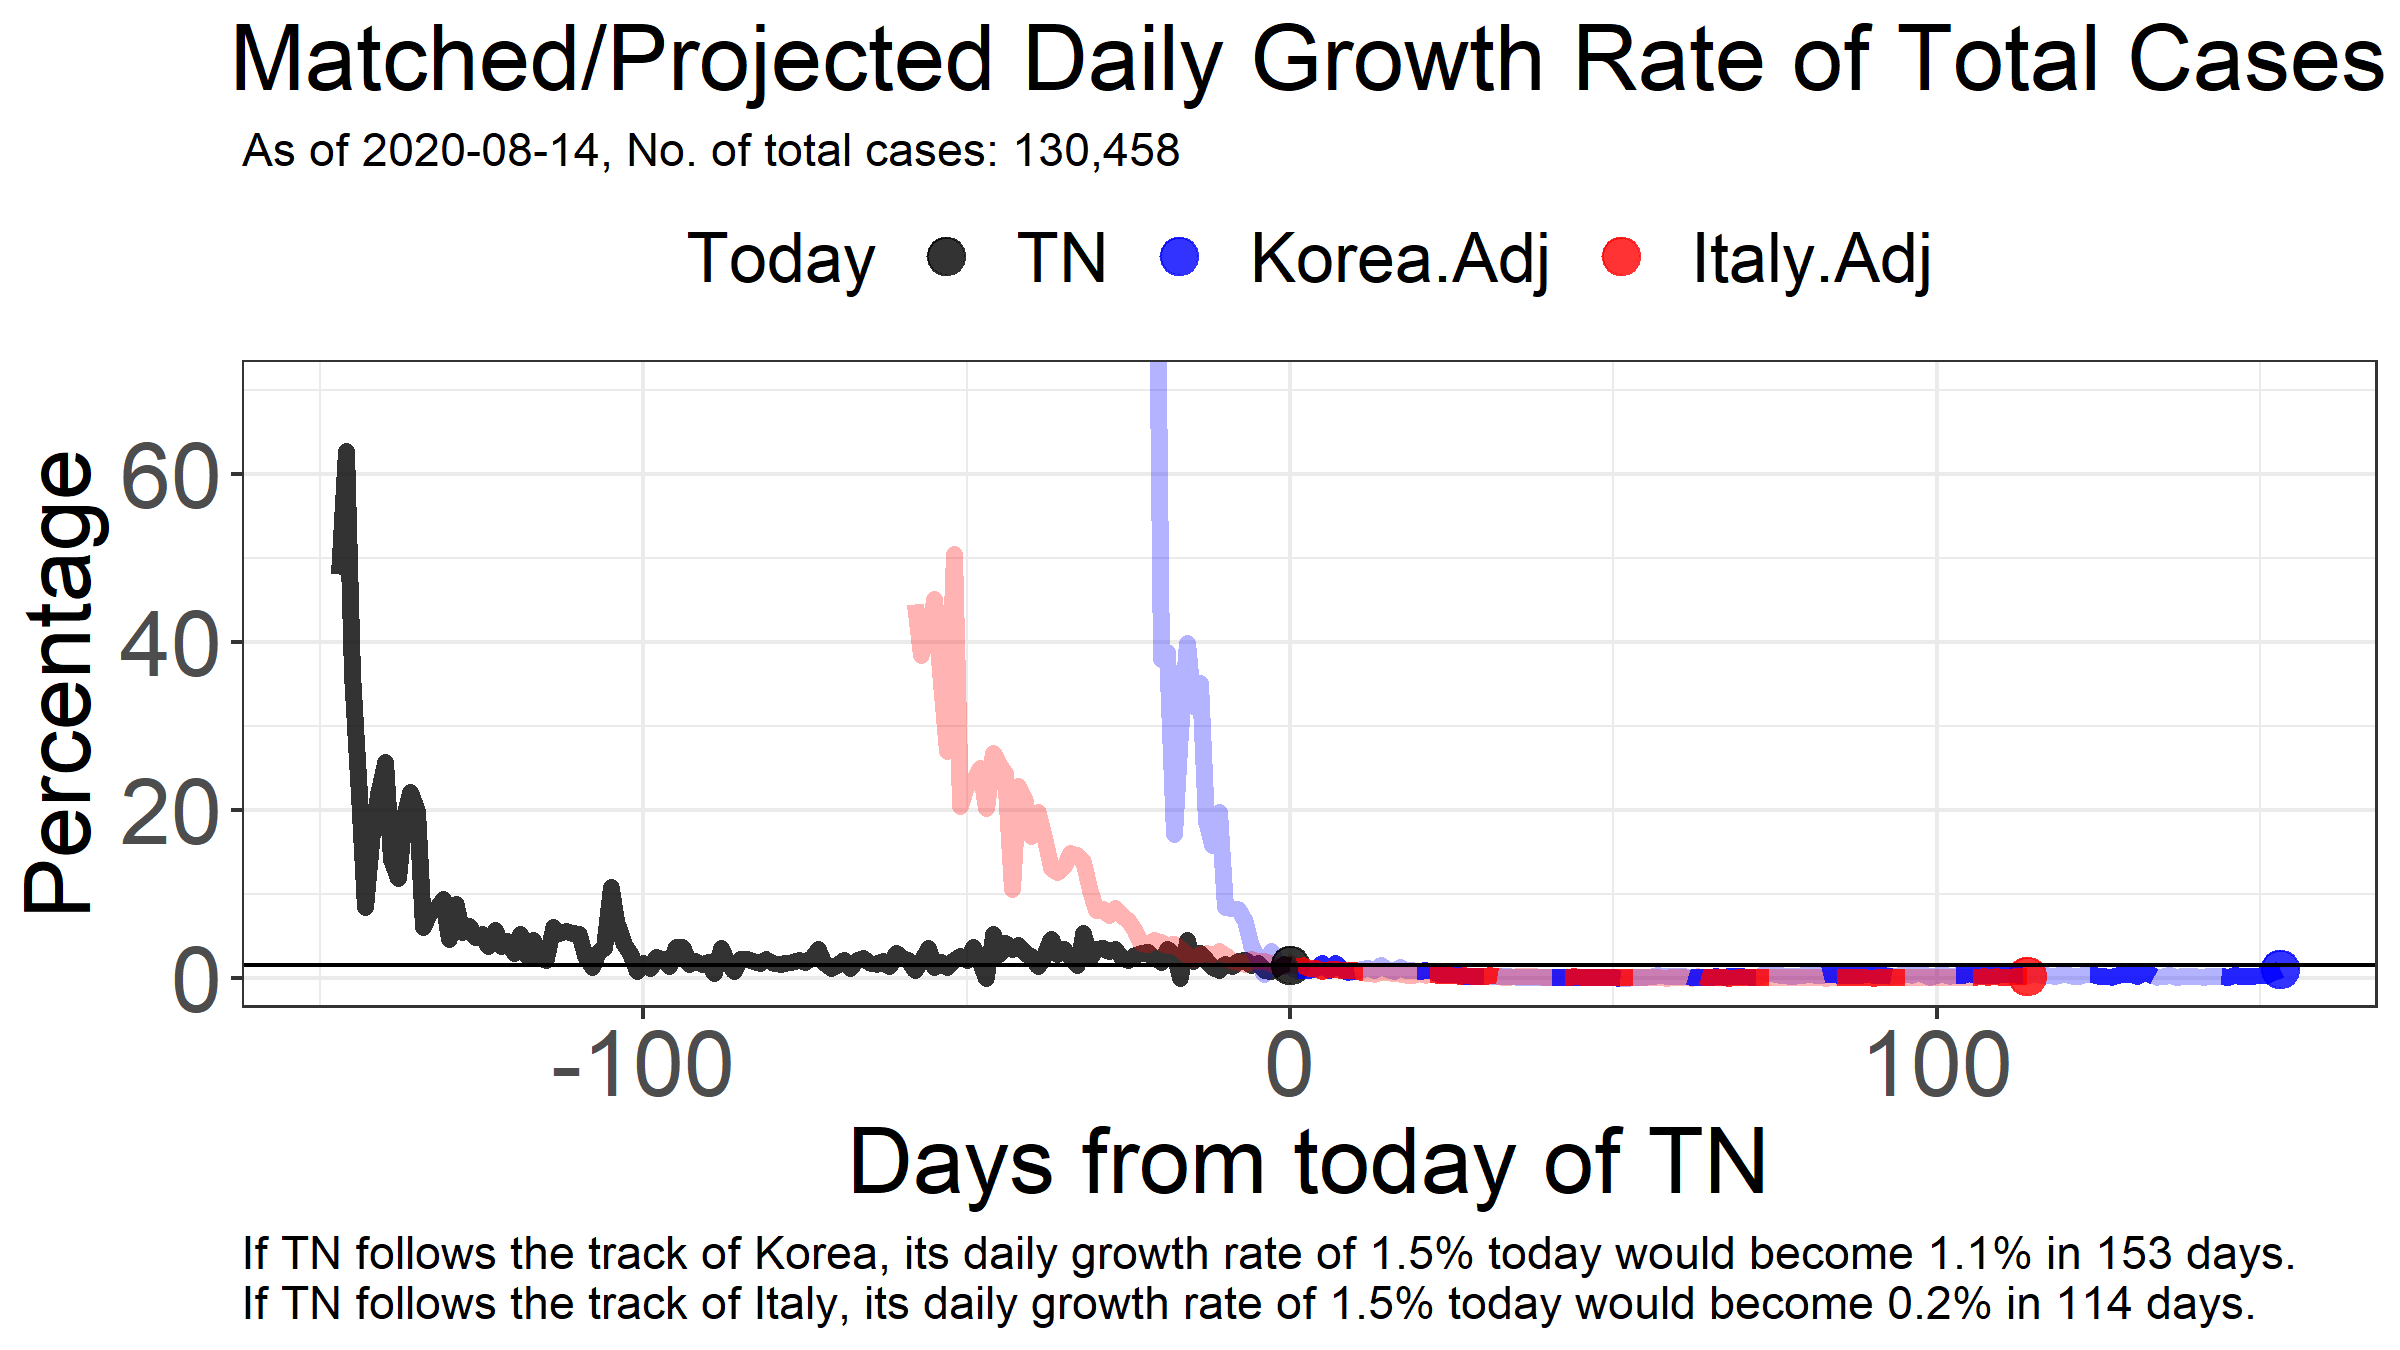 Matched/Projected Daily Growth Rate of Total Cases
As of 2020-08-14, No. of total cases: 130,458
Today TN Korea.Adj Italy.Adj
Percentage
60
40
20
0
-100 0 100
Days from today of TN
If TN follows the track of Korea, its daily growth rate of 1.5% today would become 1.1% in 153 days.
If TN follows the track of Italy, its daily growth rate of 1.5% today would become 0.2% in 114 days.